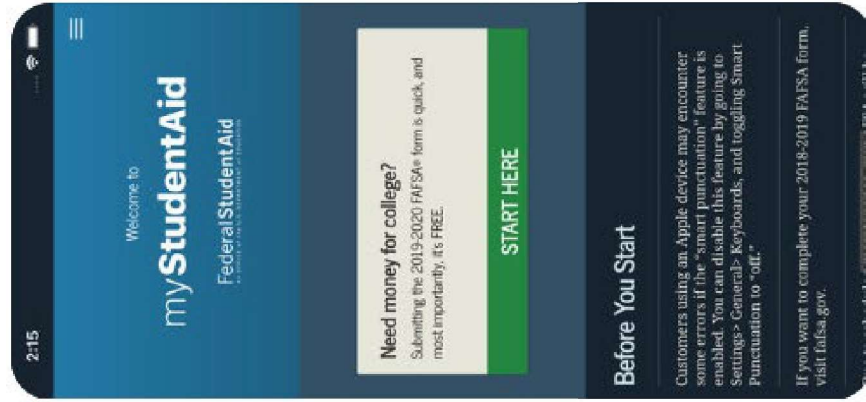 2:15
Welcome to
myStudentAid
FederalStudentAid
Need money for college?
Submitting the 2019-2020 FAFSA® form is quick, and
most importantly, it's FREE.
START HERE
Before You Start
Customers using an Apple device may encounter
some errors if the "smart punctuation" feature is
enabled. You can disable this feature by going to
Settings> General> Keyboards, and toggling Smart
Punctuation to "off."
If you want to complete your 2018-2019 FAFSA form,
visit fafsa.gov.